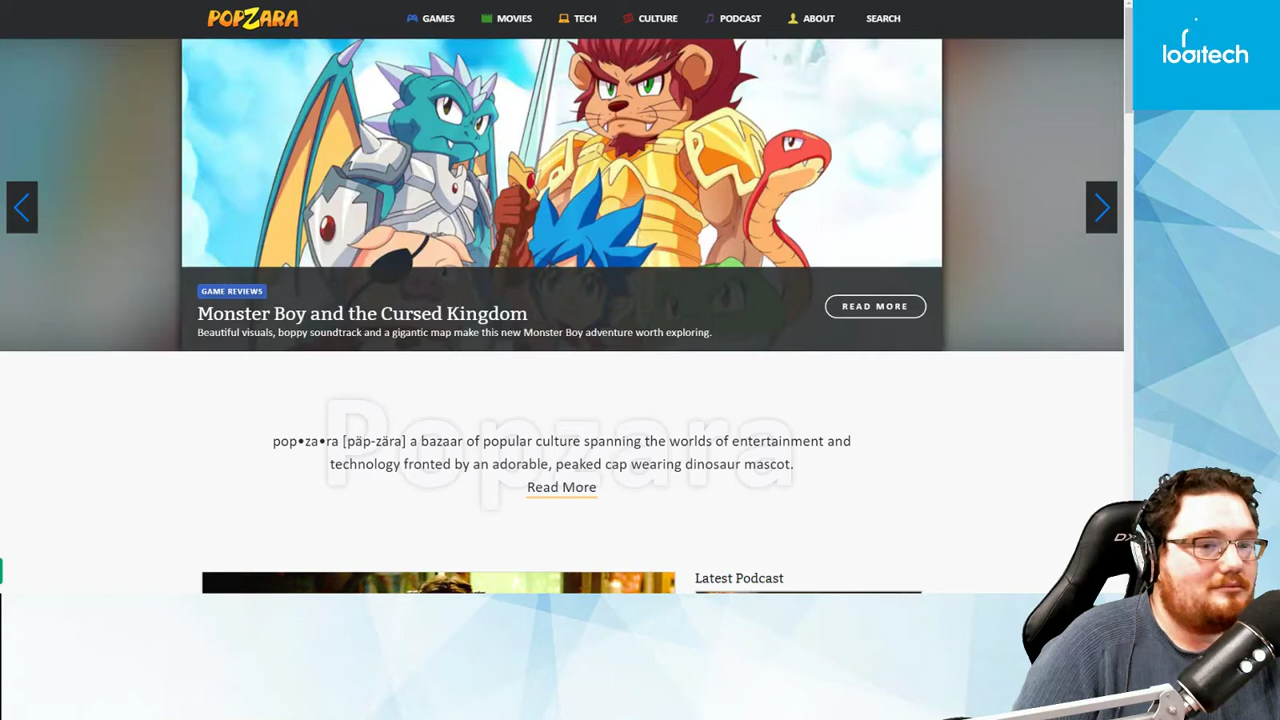 POPZARA
GAMES
MOVIES
TECH
CULTURE
PODCAST
ABOUT
SEARCH
logitech
GAME REVIEWS
Monster Boy and the Cursed Kingdom
Beautiful visuals, boppy soundtrack and a gigantic map make this new Monster Boy adventure worth exploring.
READ MORE
Popzara
pop•za•ra [päp-zära] a bazaar of popular culture spanning the worlds of entertainment and
technology fronted by an adorable, peaked cap wearing dinosaur mascot.
Read More
Latest Podcast
DX